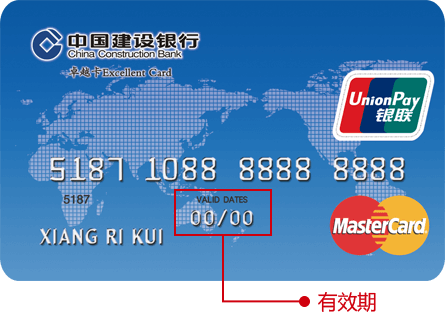 中国建设银行
China Construction Bank
卓越卡Excellent Card
UnionPay
银联
5187 1088 8888 8888
5187
VALID DATES
00/00
XIANG RI KUI
MasterCard
有效期